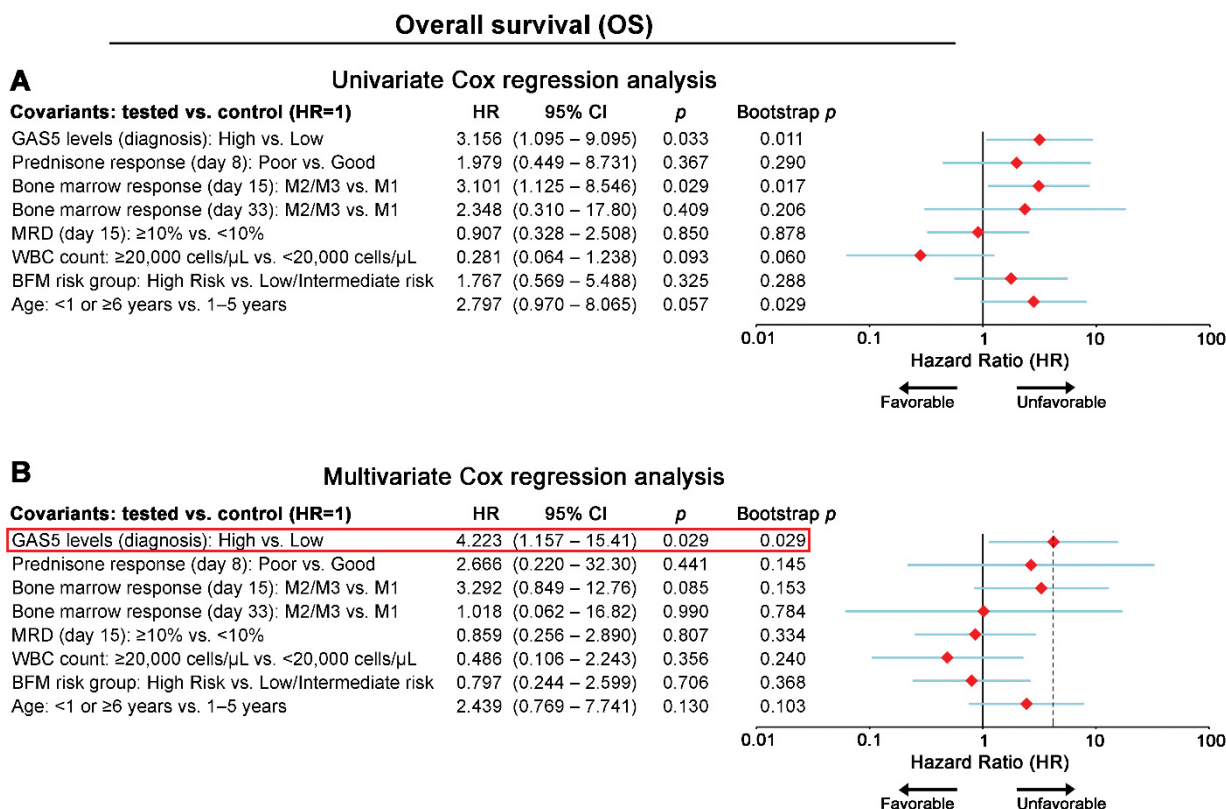 Overall survival (OS)
A
Univariate Cox regression analysis
Covariants: tested vs. control (HR=1) HR 95% CI p Bootstrap p
GAS5 levels (diagnosis): High vs. Low 3.156 (1.095 – 9.095) 0.033 0.011
Prednisone response (day 8): Poor vs. Good 1.979 (0.449 – 8.731) 0.367 0.290
Bone marrow response (day 15): M2/M3 vs. M1 3.101 (1.125 – 8.546) 0.029 0.017
Bone marrow response (day 33): M2/M3 vs. M1 2.348 (0.310 – 17.80) 0.409 0.206
MRD (day 15): ≥10% vs. <10% 0.907 (0.328 – 2.508) 0.850 0.878
WBC count: ≥20,000 cells/µL vs. <20,000 cells/µL 0.281 (0.064 – 1.238) 0.093 0.060
BFM risk group: High Risk vs. Low/Intermediate risk 1.767 (0.569 – 5.488) 0.325 0.288
Age: <1 or ≥6 years vs. 1–5 years 2.797 (0.970 – 8.065) 0.057 0.029
0.01 0.1 1 10 100
Hazard Ratio (HR)
Favorable Unfavorable
B
Multivariate Cox regression analysis
Covariants: tested vs. control (HR=1) HR 95% CI p Bootstrap p
GAS5 levels (diagnosis): High vs. Low 4.223 (1.157 – 15.41) 0.029 0.029
Prednisone response (day 8): Poor vs. Good 2.666 (0.220 – 32.30) 0.441 0.145
Bone marrow response (day 15): M2/M3 vs. M1 3.292 (0.849 – 12.76) 0.085 0.153
Bone marrow response (day 33): M2/M3 vs. M1 1.018 (0.062 – 16.82) 0.990 0.784
MRD (day 15): ≥10% vs. <10% 0.859 (0.256 – 2.890) 0.807 0.334
WBC count: ≥20,000 cells/µL vs. <20,000 cells/µL 0.486 (0.106 – 2.243) 0.356 0.240
BFM risk group: High Risk vs. Low/Intermediate risk 0.797 (0.244 – 2.599) 0.706 0.368
Age: <1 or ≥6 years vs. 1–5 years 2.439 (0.769 – 7.741) 0.130 0.103
0.01 0.1 1 10 100
Hazard Ratio (HR)
Favorable Unfavorable